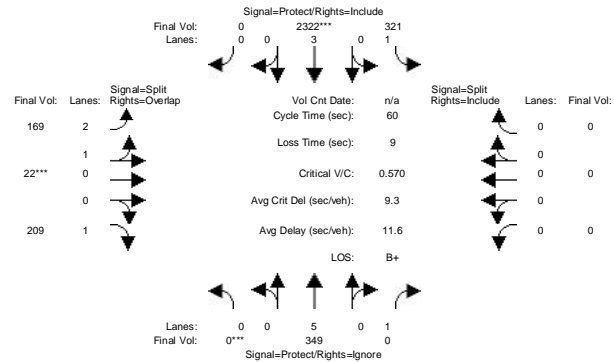 Signal=Protect/Rights=Include
Final Vol: 0 2322*** 321
Lanes: 0 0 3 0 1
Signal=Split
Final Vol: Lanes: Rights=Overlap
Vol Cnt Date: n/a
Signal=Split
Rights=Include Lanes: Final Vol:
Cycle Time (sec): 60
169 2
0 0
Loss Time (sec): 9
1
0
22*** 0
Critical V/C: 0.570
0 0
0
Avg Crit Del (sec/veh): 9.3
0
209 1
Avg Delay (sec/veh): 11.6
0 0
LOS: B+
Lanes: 0 0 5 0 1
Final Vol: 0*** 349 0
Signal=Protect/Rights=Ignore